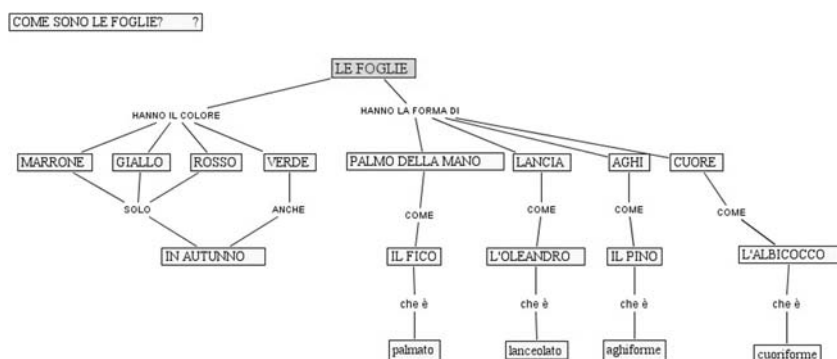 COME SONO LE FOGLIE? ?
LE FOGLIE
HANNO IL COLORE
HANNO LA FORMA DI
MARRONE GIALLO ROSSO VERDE PALMO DELLA MANO LANCIA AGHI CUORE
SOLO ANCHE COME COME COME COME
IN AUTUNNO IL FICO L'OLEANDRO IL PINO L'ALBICOCCO
che è che è che è che è
palmato lanceolato aghiforme cuoriforme